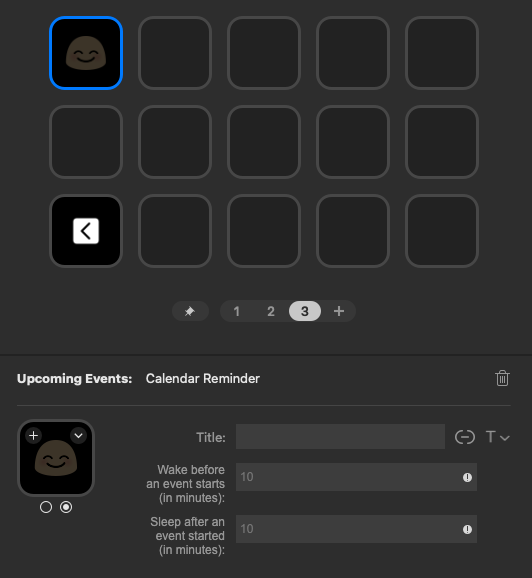 1 2 3 +
Upcoming Events: Calendar Reminder
Title:
T
Wake before
an event starts
(in minutes):
10
Sleep after an
event started
(in minutes):
10